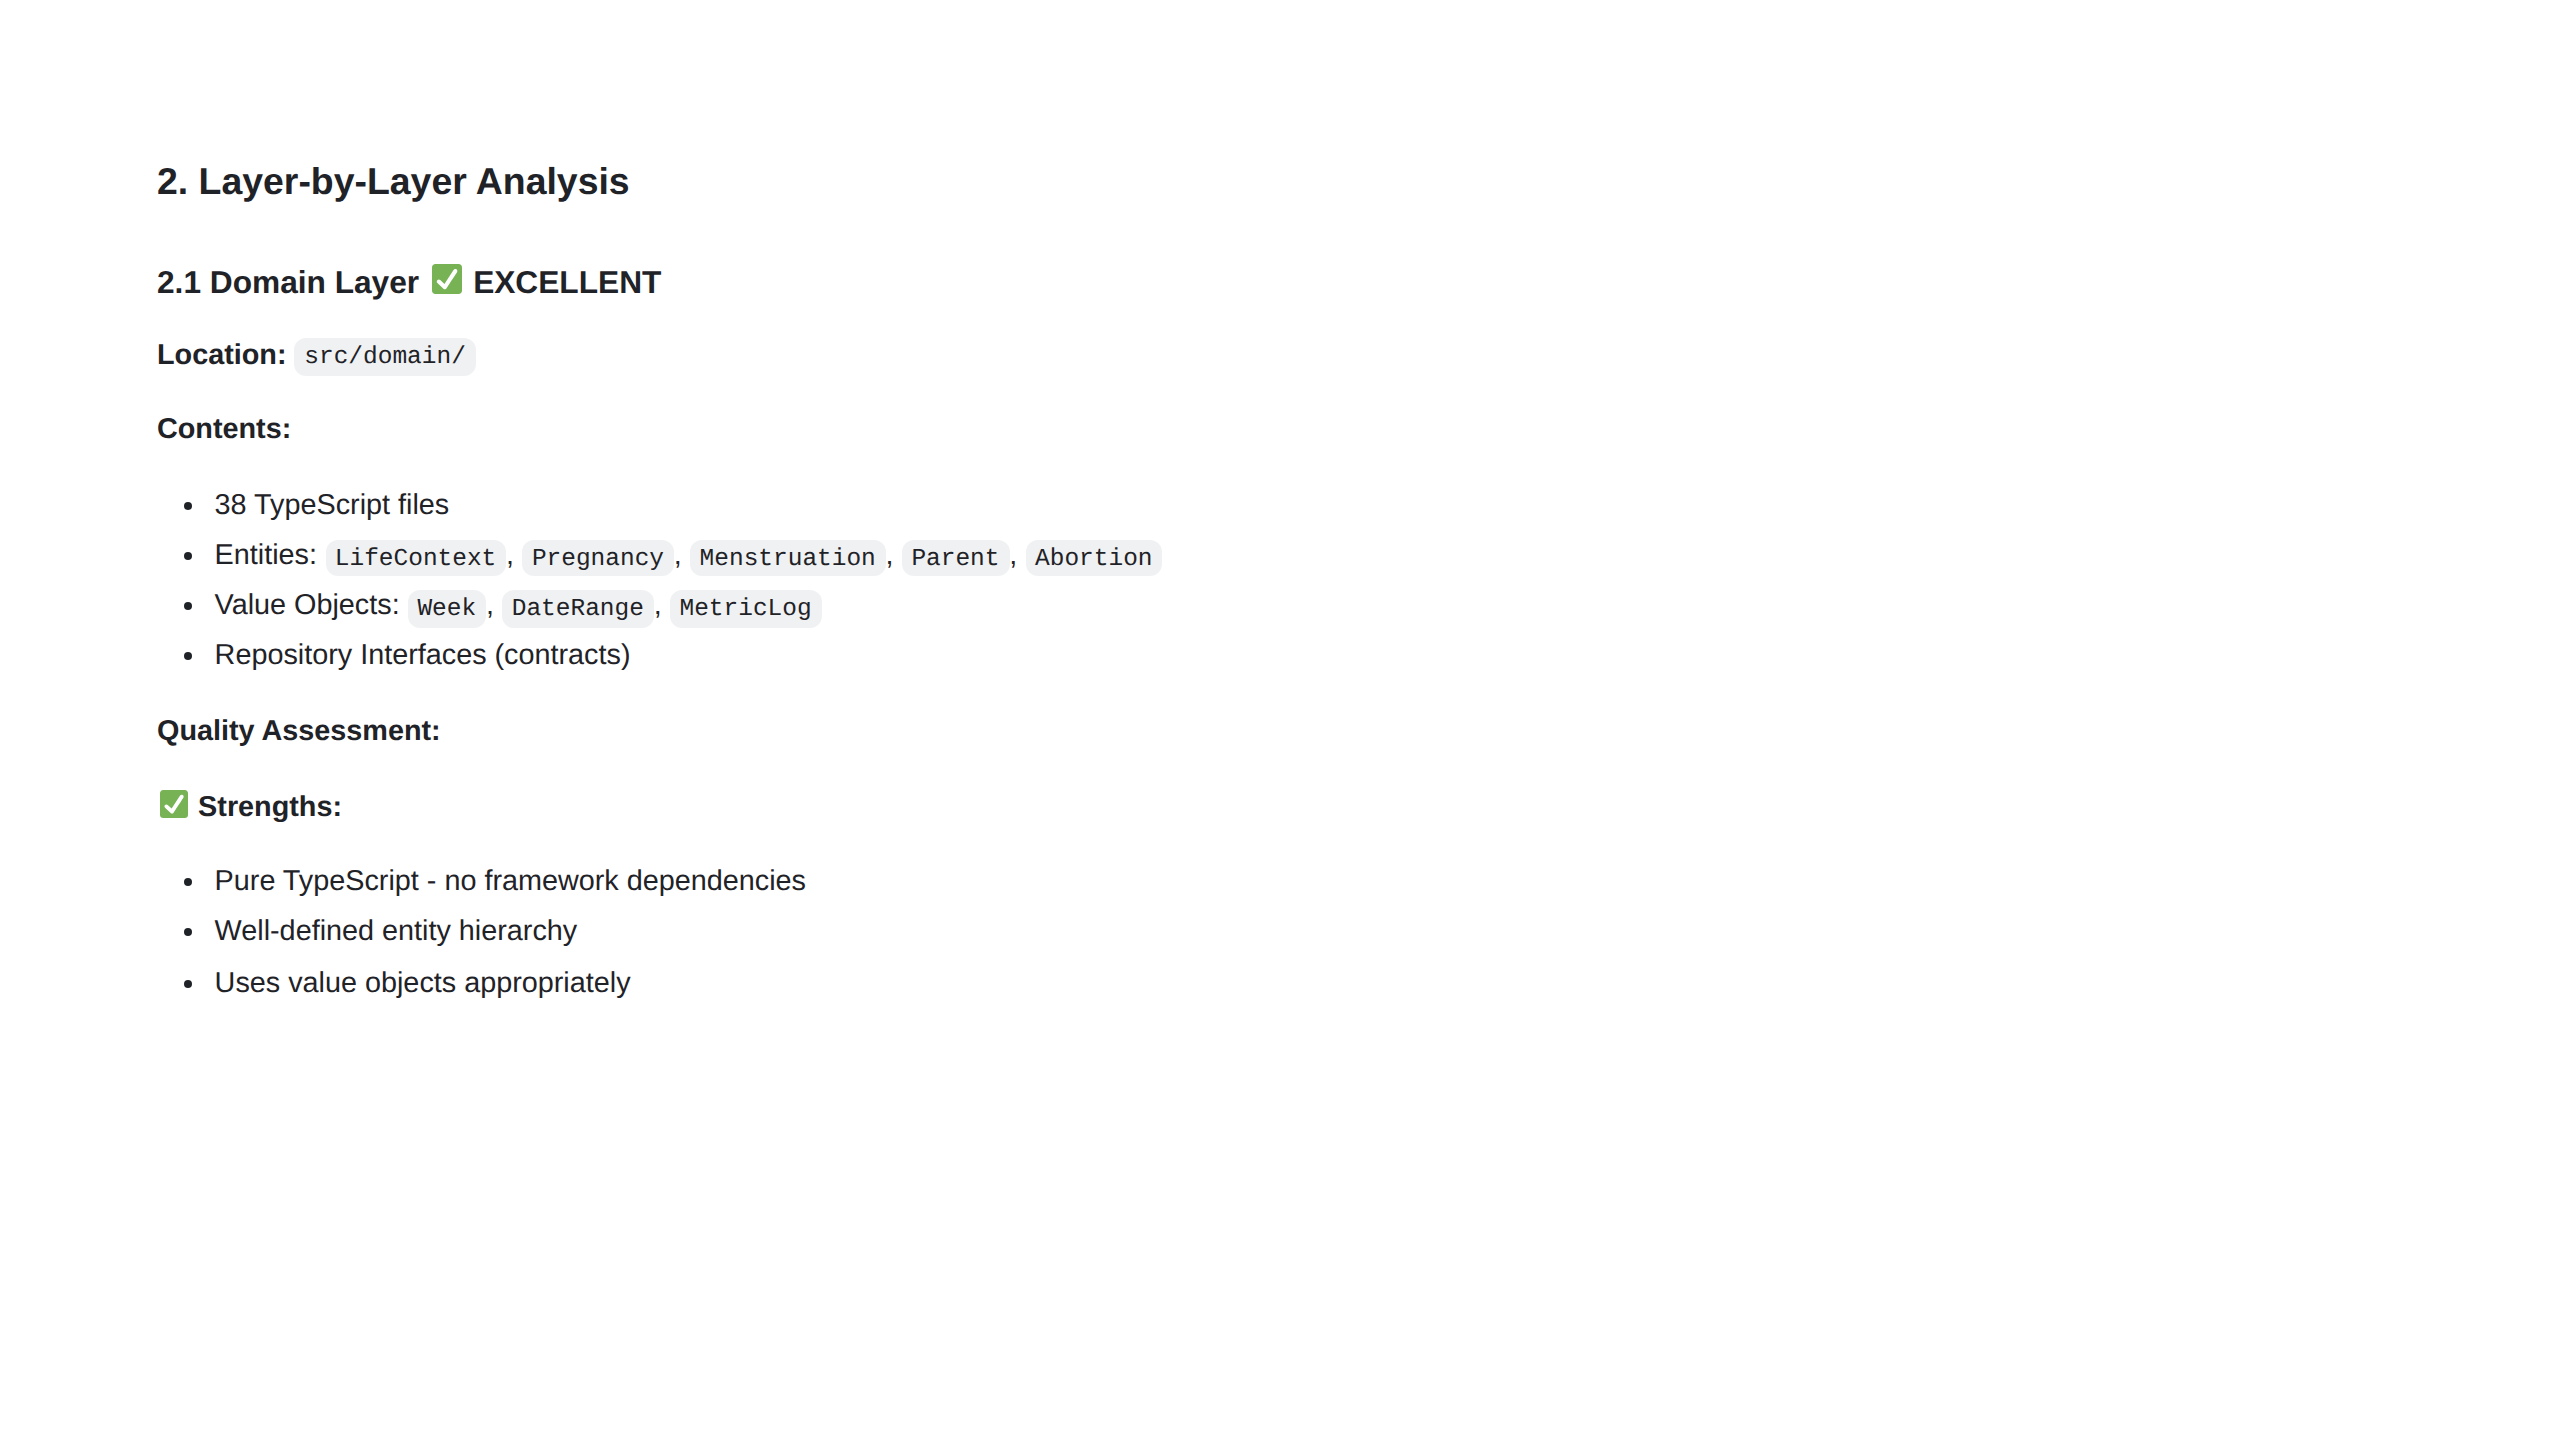 2. Layer-by-Layer Analysis
2.1 Domain Layer ✅ EXCELLENT
Location: src/domain/
Contents:
• 38 TypeScript files
• Entities: LifeContext, Pregnancy, Menstruation, Parent, Abortion
• Value Objects: Week, DateRange, MetricLog
• Repository Interfaces (contracts)
Quality Assessment:
✅ Strengths:
• Pure TypeScript - no framework dependencies
• Well-defined entity hierarchy
• Uses value objects appropriately